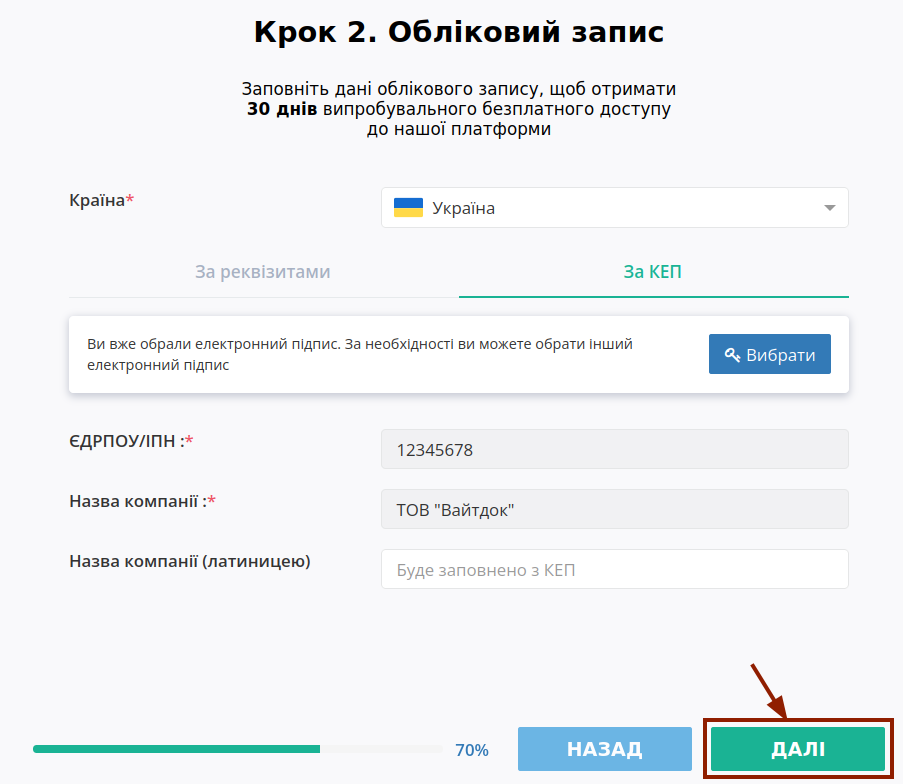 Крок 2. Обліковий запис
Заповніть дані облікового запису, щоб отримати
30 днів випробувального безплатного доступу
до нашої платформи
Країна*
Україна
За реквізитами
За КЕП
Ви вже обрали електронний підпис. За необхідності ви можете обрати інший
електронний підпис
Вибрати
ЄДРПОУ/ІПН :*
12345678
Назва компанії :*
ТОВ "Вайтдок"
Назва компанії (латиницею)
Буде заповнено з КЕП
70%
НАЗАД
ДАЛІ